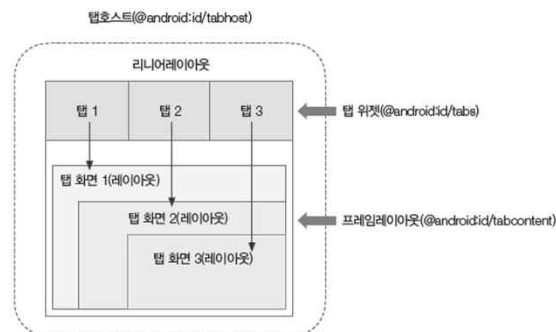 탭호스트(@android:id/tabhost)
리니어레이아웃
탭 1 탭 2 탭 3
탭 위젯(@android:id/tabs)
탭 화면 1(레이아웃)
탭 화면 2(레이아웃)
프레임레이아웃(@android:id/tabcontent)
탭 화면 3(레이아웃)